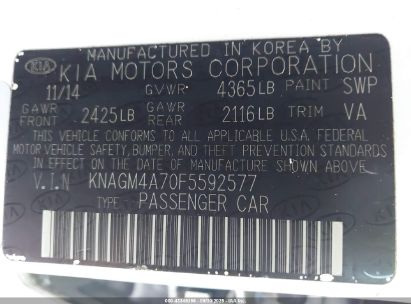 MANUFACTURED IN KOREA BY
KIA KIA MOTORS CORPORATION
11/14 GVWR 4365LB PAINT SWP
GAWR FRONT 2425LB GAWR REAR 2116LB TRIM VA
THIS VEHICLE CONFORMS TO ALL APPLICABLE U.S.A. FEDERAL
MOTOR VEHICLE SAFETY, BUMPER, AND THEFT PREVENTION STANDARDS
IN EFFECT ON THE DATE OF MANUFACTURE SHOWN ABOVE.
V.I.N KNAGM4A70F5592577
TYPE PASSENGER CAR